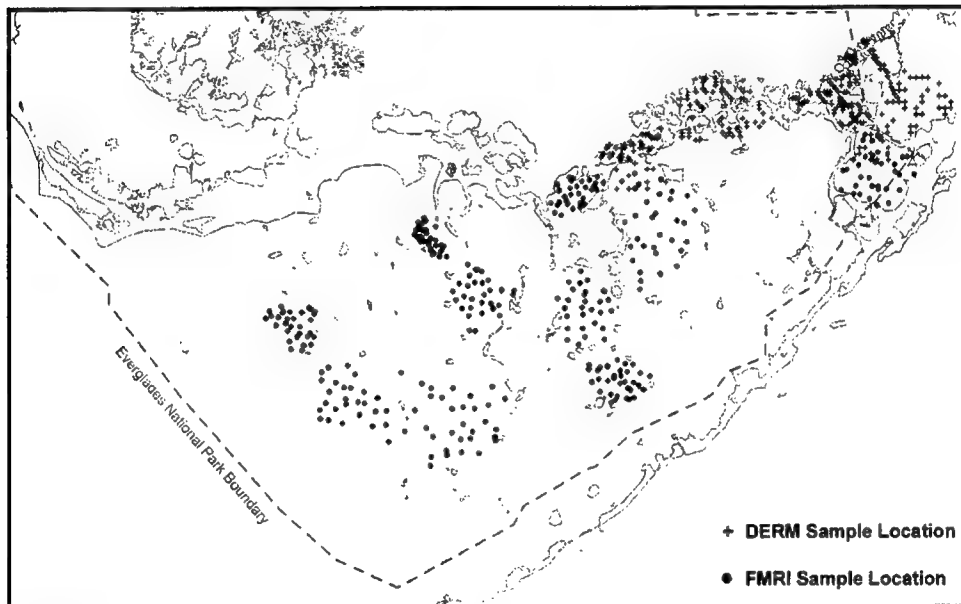 Everglades National Park Boundary
+ DERM Sample Location
● FMRI Sample Location